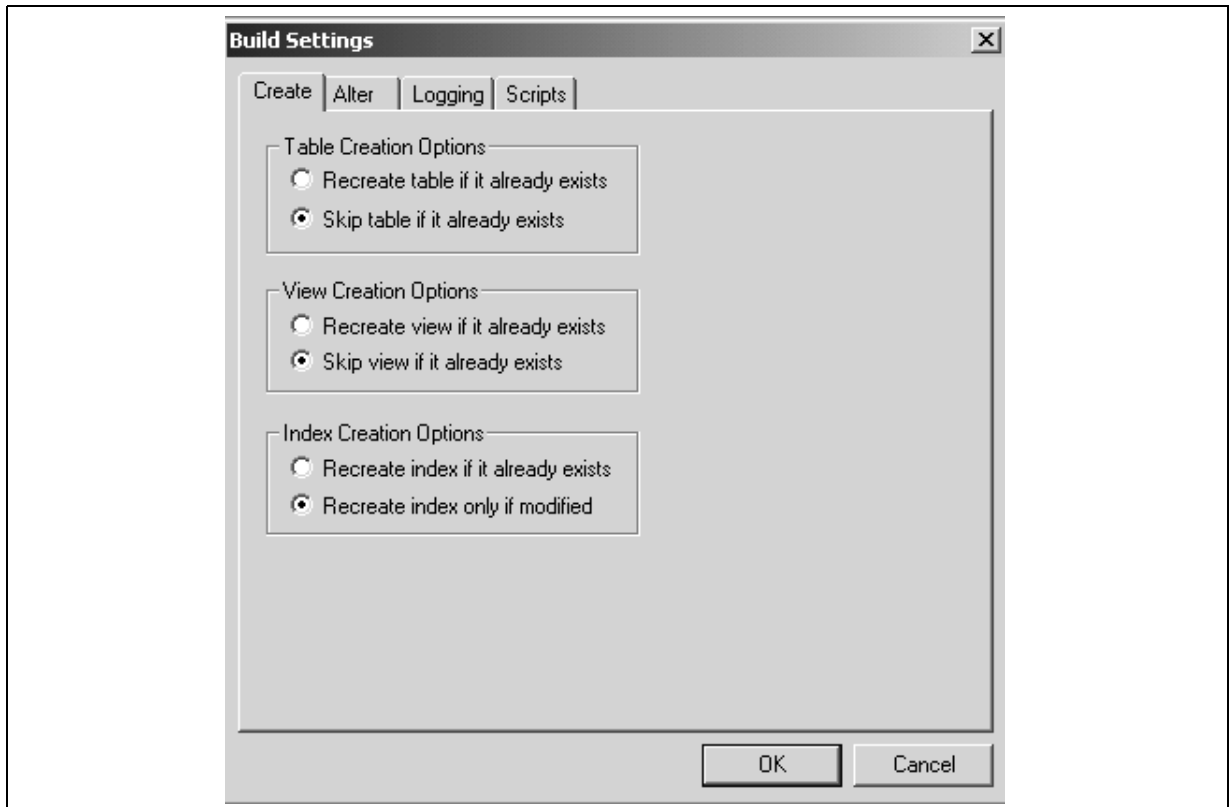 Build Settings
Create Alter Logging Scripts
Table Creation Options
Recreate table if it already exists
Skip table if it already exists
View Creation Options
Recreate view if it already exists
Skip view if it already exists
Index Creation Options
Recreate index if it already exists
Recreate index only if modified
OK Cancel